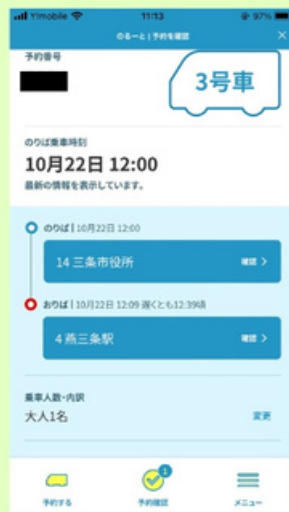 Y!mobile 11:13 97%
のるーと | 予約を確認
予約番号
3号車
のりば乗車時刻
10月22日 12:00
最新の情報を表示しています。
のりば | 10月22日 12:00
14 三条市役所 確認
おりば | 10月22日 12:09 遅くとも12:39頃
4 燕三条駅 確認
乗車人数・内訳
大人1名 変更
1
予約する 予約確認 メニュー